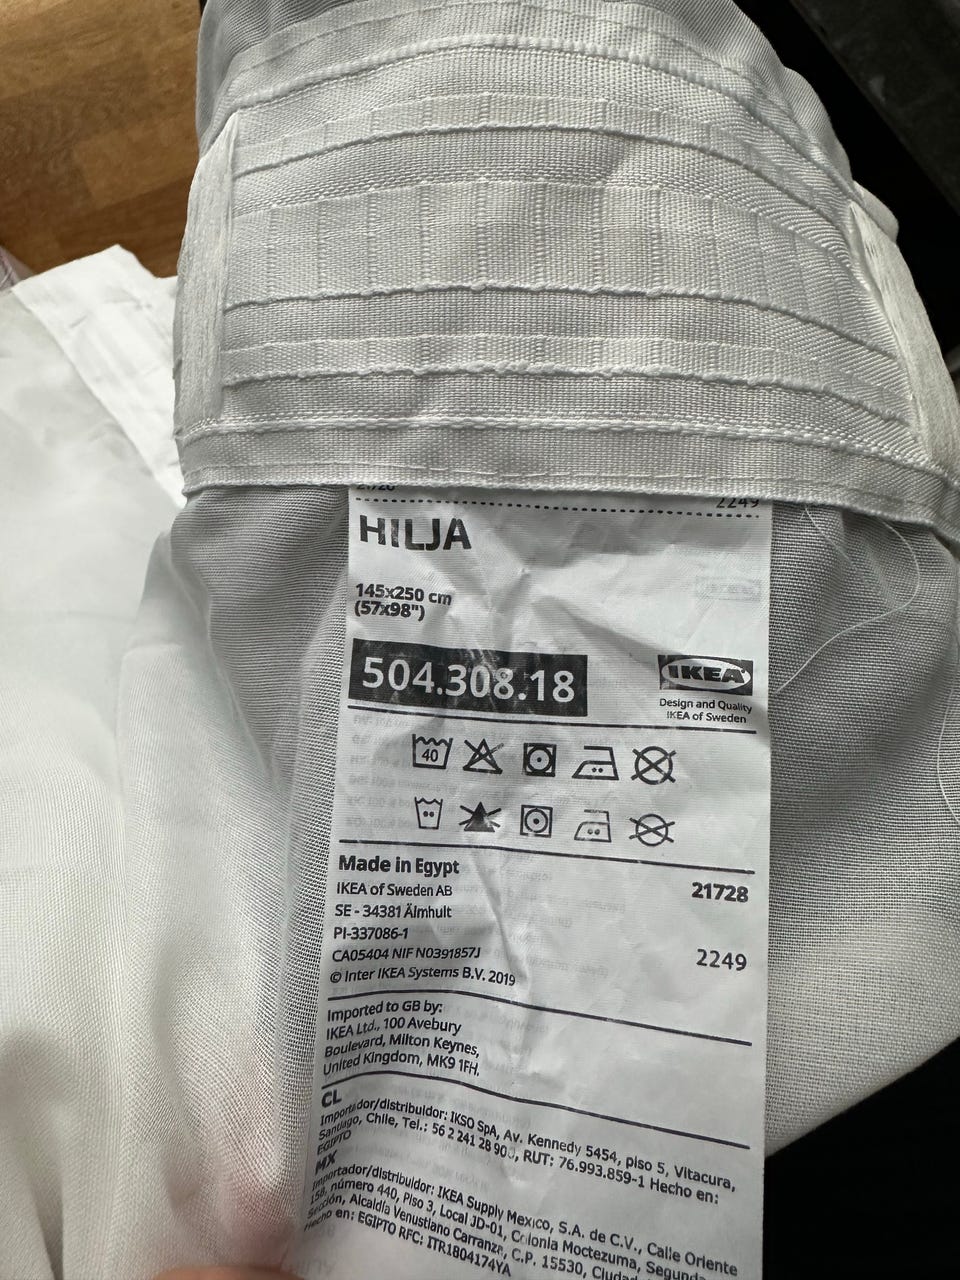 2249
HILJA
145x250 cm
(57x98")
504.308.18
IKEA
Design and Quality
IKEA of Sweden
40
Made in Egypt
21728
IKEA of Sweden AB
SE - 34381 Älmhult
PI-337086-1
2249
CA05404 NIF N0391857J
© Inter IKEA Systems B.V. 2019
Imported to GB by:
IKEA Ltd., 100 Avebury
Boulevard, Milton Keynes,
United Kingdom, MK9 1FH.
CL
Importador/distribuidor: IKSO SpA, Av. Kennedy 5454, piso 5, Vitacura,
Santiago, Chile, Tel.: 56 2 241 28 900, RUT: 76.993.859-1 Hecho en:
EGIPTO
MX
Importador/distribuidor: IKEA Supply Mexico, S.A. de C.V., Calle Oriente
158, número 440, Piso 3, Local JD-01, Colonia Moctezuma, Segunda
Sección, Alcaldía Venustiano Carranza, C.P. 15530, Ciudad
Hecho en: EGIPTO RFC: ITR1804174YA